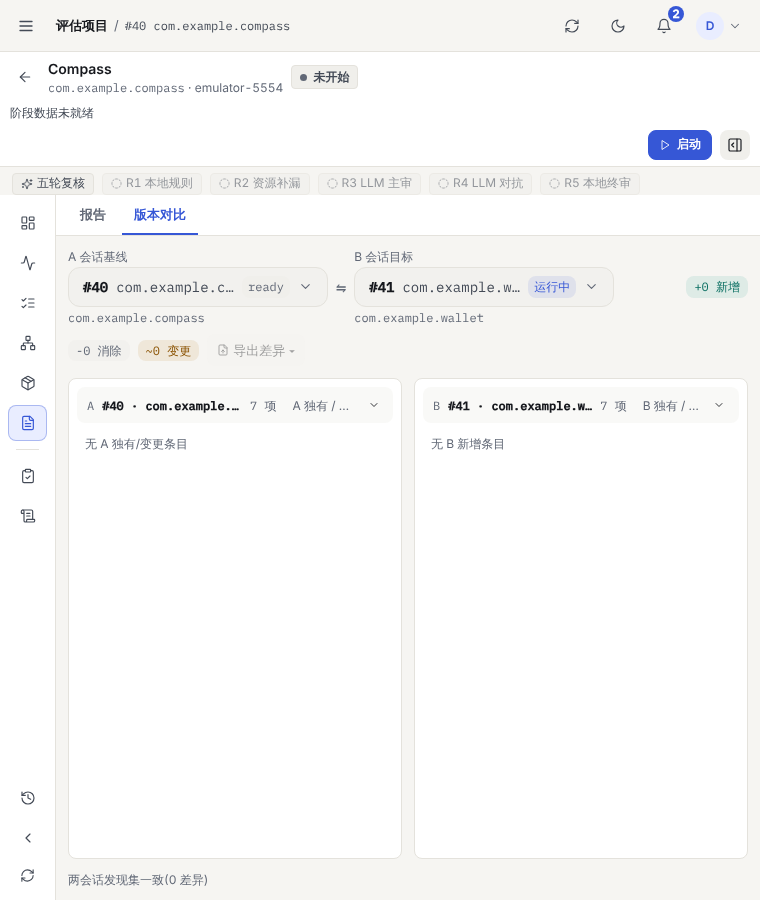 评估项目 / #40 com.example.compass
2
D
Compass
com.example.compass · emulator-5554
未开始
阶段数据未就绪
启动
五轮复核
R1 本地规则
R2 资源补漏
R3 LLM 主审
R4 LLM 对抗
R5 本地终审
报告
版本对比
A 会话基线
#40 com.example.c… ready
com.example.compass
⇋
B 会话目标
#41 com.example.w… 运行中
com.example.wallet
+0 新增
-0 消除
~0 变更
导出差异
A #40 · com.example.… 7 项 A 独有 / …
无 A 独有/变更条目
B #41 · com.example.w… 7 项 B 独有 / …
无 B 新增条目
两会话发现集一致(0 差异)